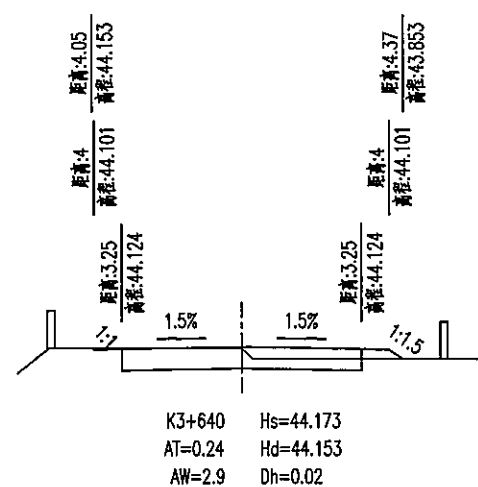 距离:4.05
高程:44.153
距离:4.37
高程:43.853
距离:4
高程:44.101
距离:4
高程:44.101
距离:3.25
高程:44.124
距离:3.25
高程:44.124
1:1
1.5%
1.5%
1:1.5
K3+640 Hs=44.173
AT=0.24 Hd=44.153
AW=2.9 Dh=0.02